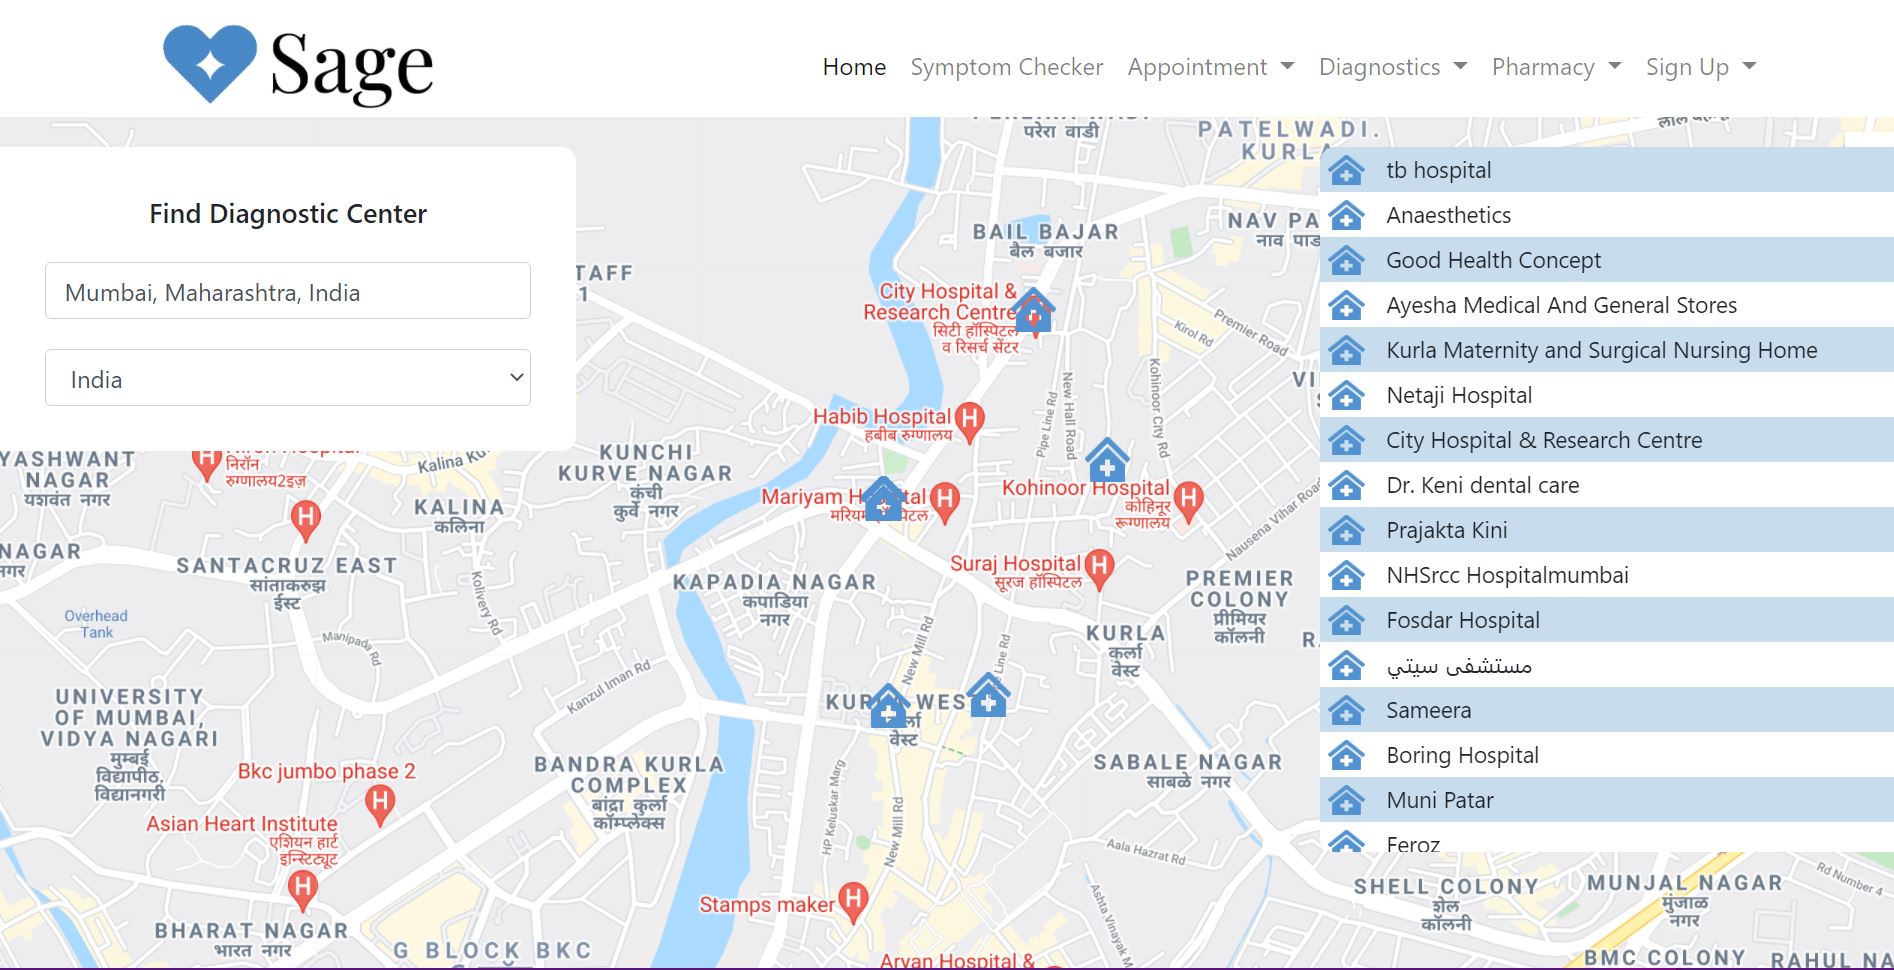 Sage
Home
Symptom Checker
Appointment
Diagnostics
Pharmacy
Sign Up
Find Diagnostic Center
Mumbai, Maharashtra, India
India
परेरा वाडी
PATELWADI.
KURLA
TAFF
1
BAIL BAJAR
बैल बजार
NAV PA
नाव पाड
City Hospital &
Research Centre
सिटी हॉस्पिटल
व रिसर्च सेंटर
Kirol Rd
Premier Road
Kohinoor City Rd
New Hall Road
Pipe Line Rd
VI
Habib Hospital
हबीब रुग्णालय
KUNCHI
KURVE NAGAR
कुंची
कुर्वे नगर
YASHWANT
NAGAR
यशवंत नगर
निरॉन
रुग्णालय2इज़
Kalina
KALINA
कलिना
Mariyam
Kohinoor Hospital
कोहिनूर
रूग्णालय
Nausena Vihar Road
NAGAR
SANTACRUZ EAST
सांताकरुझ
ईस्ट
Kolivery Rd
KAPADIA NAGAR
कपाडिया
नगर
Suraj Hospital
सूरज हॉस्पिटल
PREMIER
COLONY
प्रीमियर
कॉलनी
Overhead
Tank
Manipada Rd
New Mill Rd
Line Rd
KURLA
कुर्ला
वेस्ट
Kanzul Iman Rd
UNIVERSITY
OF MUMBAI,
VIDYA NAGARI
मुम्बई
विद्यापीठ,
विद्यानगरी
WES
वेस्ट
Bkc jumbo phase 2
BANDRA KURLA
COMPLEX
बांद्रा कुर्ला
कॉम्प्लेक्स
SABALE NAGAR
साबळे नगर
Asian Heart Institute
एशियन हार्ट
इन्स्टिट्यूट
HP Keluskar Marg
New Mill Rd
Aala Hazrat Rd
Stamps maker
Ashta Vinayak M
SHELL COLONY
शेल
कॉलनी
MUNJAL NAGAR
मुंजाळ
नगर
Rd Number 4
BHARAT NAGAR
भारत नगर
G BLOCK BKC
Aryan Hospital &
BMC COLONY
RAHUL NA
tb hospital
Anaesthetics
Good Health Concept
Ayesha Medical And General Stores
Kurla Maternity and Surgical Nursing Home
Netaji Hospital
City Hospital & Research Centre
Dr. Keni dental care
Prajakta Kini
NHSrcc Hospitalmumbai
Fosdar Hospital
مستشفى سيتي
Sameera
Boring Hospital
Muni Patar
Feroz